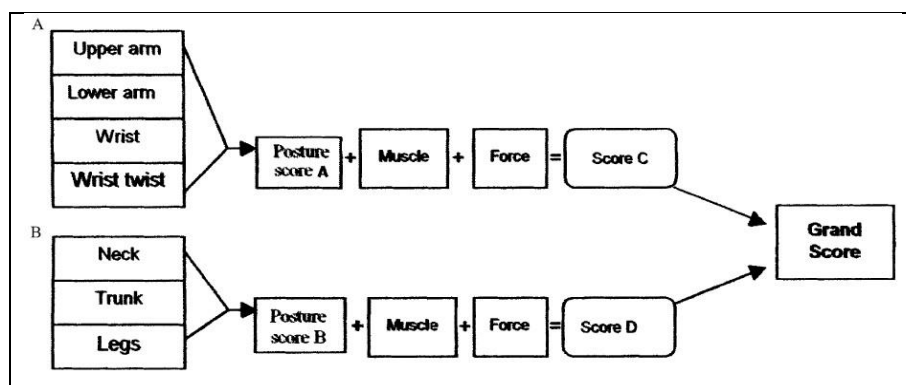 A
Upper arm
Lower arm
Wrist
Wrist twist
Posture
score A
+
Muscle
+
Force
=
Score C
Grand
Score
B
Neck
Trunk
Legs
Posture
score B
+
Muscle
+
Force
=
Score D